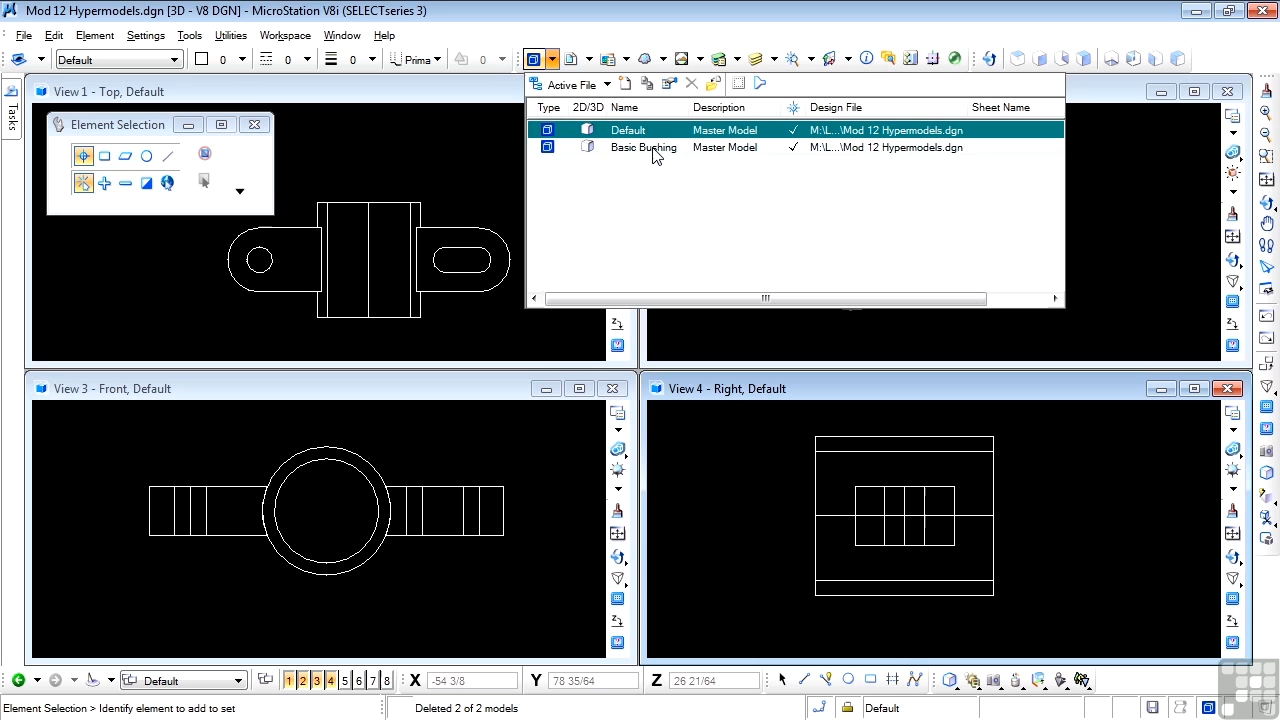 Mod 12 Hypermodels.dgn [3D - V8 DGN] - MicroStation V8i (SELECTseries 3)
File Edit Element Settings Tools Utilities Workspace Window Help
Default 0 0 0 Prima 0
View 1 - Top, Default
Active File
Tasks
Type 2D/3D Name Description Design File Sheet Name
Element Selection
Default Master Model M:\L...\Mod 12 Hypermodels.dgn
Basic Bushing Master Model M:\L...\Mod 12 Hypermodels.dgn
View 3 - Front, Default
View 4 - Right, Default
Default 1 2 3 4 5 6 7 8 X -54 3/8 Y 78 35/64 Z 26 21/64
Element Selection > Identify element to add to set Deleted 2 of 2 models Default